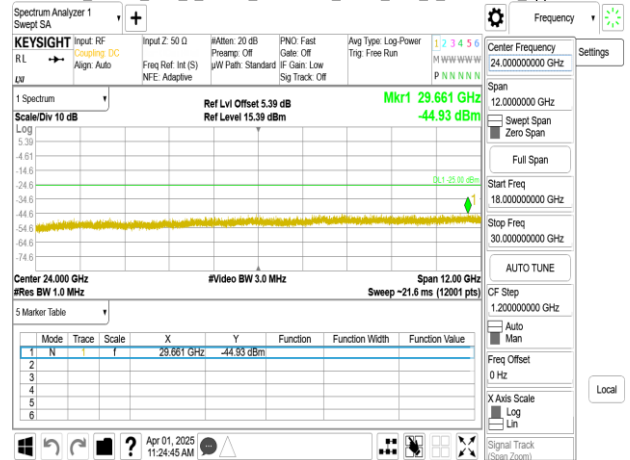 Spectrum Analyzer 1
Swept SA
Frequency
Settings
KEYSIGHT
RL
Input: RF
Coupling: DC
Align: Auto
Input Z: 50 Ω
Freq Ref: Int (S)
NFE: Adaptive
#Atten: 20 dB
Preamp: Off
µW Path: Standard
PNO: Fast
Gate: Off
IF Gain: Low
Sig Track: Off
Avg Type: Log-Power
Trig: Free Run
1 2 3 4 5 6
M W W W W W
P N N N N N
1 Spectrum
Scale/Div 10 dB
Ref Lvl Offset 5.39 dB
Ref Level 15.39 dBm
Mkr1 29.661 GHz
-44.93 dBm
Log
5.39
-4.61
-14.6
-24.6
-34.6
-44.6
-54.6
-64.6
-74.6
DL1 -25.00 dBm
1
Center 24.000 GHz
#Res BW 1.0 MHz
#Video BW 3.0 MHz
Span 12.00 GHz
Sweep ~21.6 ms (12001 pts)
5 Marker Table
Mode Trace Scale X Y Function Function Width Function Value
1 N 1 f 29.661 GHz -44.93 dBm
2
3
4
5
6
Apr 01, 2025
11:24:45 AM
Center Frequency
24.000000000 GHz
Span
12.0000000 GHz
Swept Span
Zero Span
Full Span
Start Freq
18.000000000 GHz
Stop Freq
30.000000000 GHz
AUTO TUNE
CF Step
1.200000000 GHz
Auto
Man
Freq Offset
0 Hz
X Axis Scale
Log
Lin
Signal Track
(Span Zoom)
Local